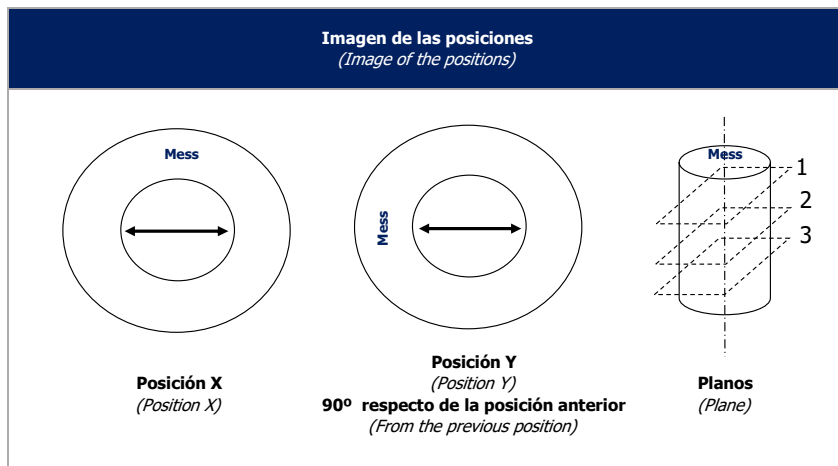 Imagen de las posiciones
(Image of the positions)
Mess
Mess
Mess
1
2
3
Posición X
(Position X)
Posición Y
(Position Y)
90º respecto de la posición anterior
(From the previous position)
Planos
(Plane)